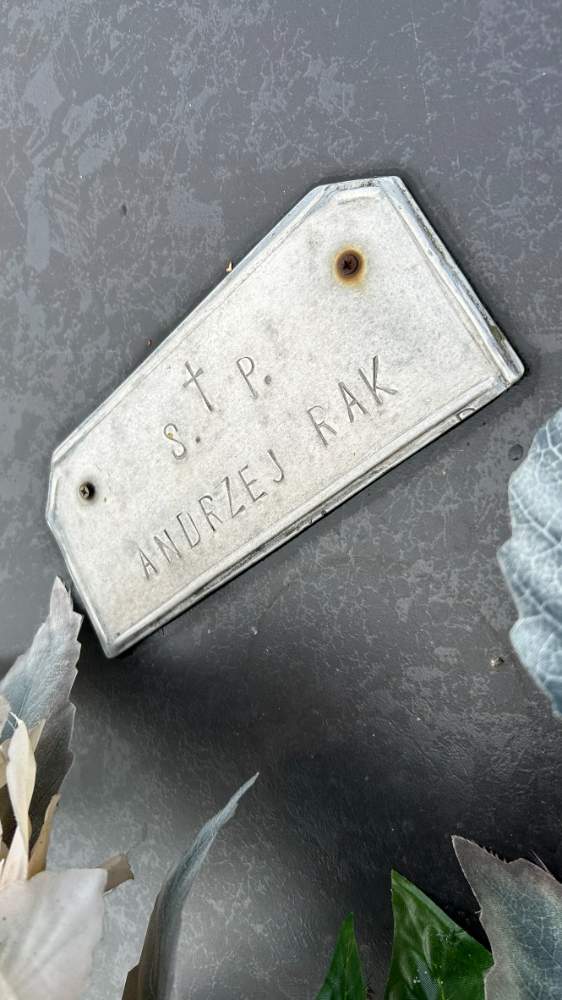 S. † P.
ANDRZEJ RAK